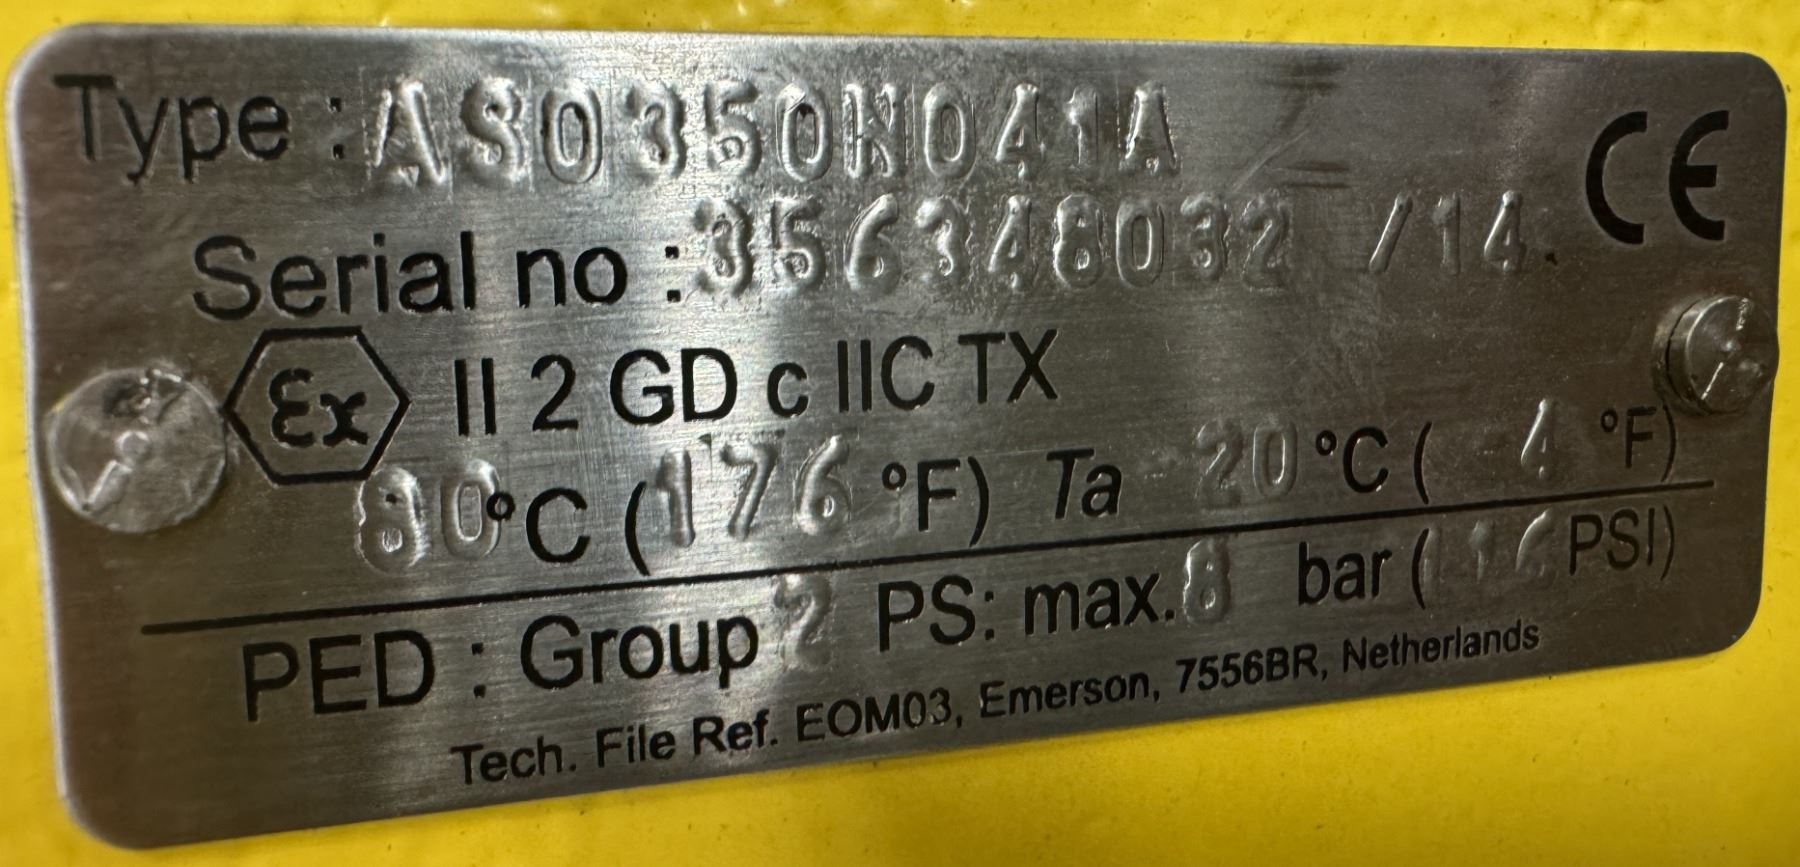 Type : AS0350N041A CE
Serial no : 356348032 /14.
Ex II 2 GD c IIC TX
80°C (176 °F) Ta -20 °C ( -4 °F)
PED : Group 2 PS: max. 8 bar (116 PSI)
Tech. File Ref. EOM03, Emerson, 7556BR, Netherlands